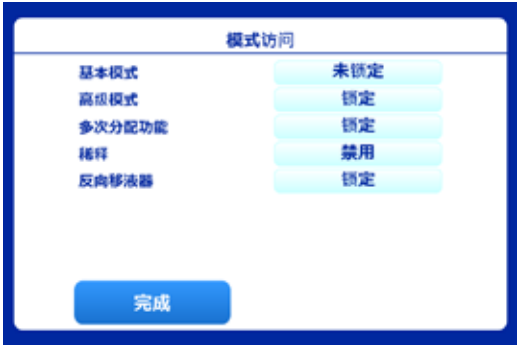 模式访问
基本模式 未锁定
高级模式 锁定
多次分配功能 锁定
稀释 禁用
反向移液器 锁定
完成